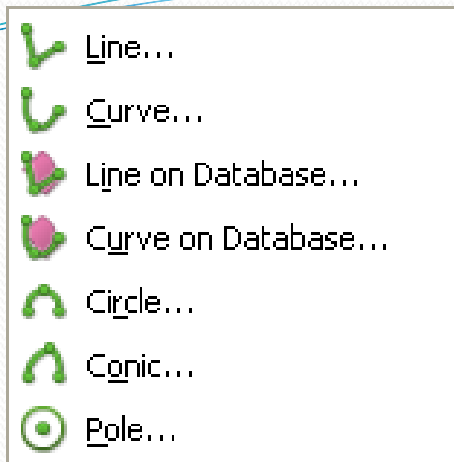 Line...
Curve...
Line on Database...
Curve on Database...
Circle...
Conic...
Pole...